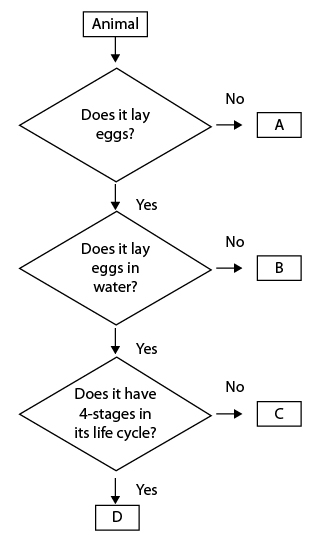 Animal
Does it lay
eggs?
No
A
Yes
Does it lay
eggs in
water?
No
B
Yes
Does it have
4-stages in
its life cycle?
No
C
Yes
D